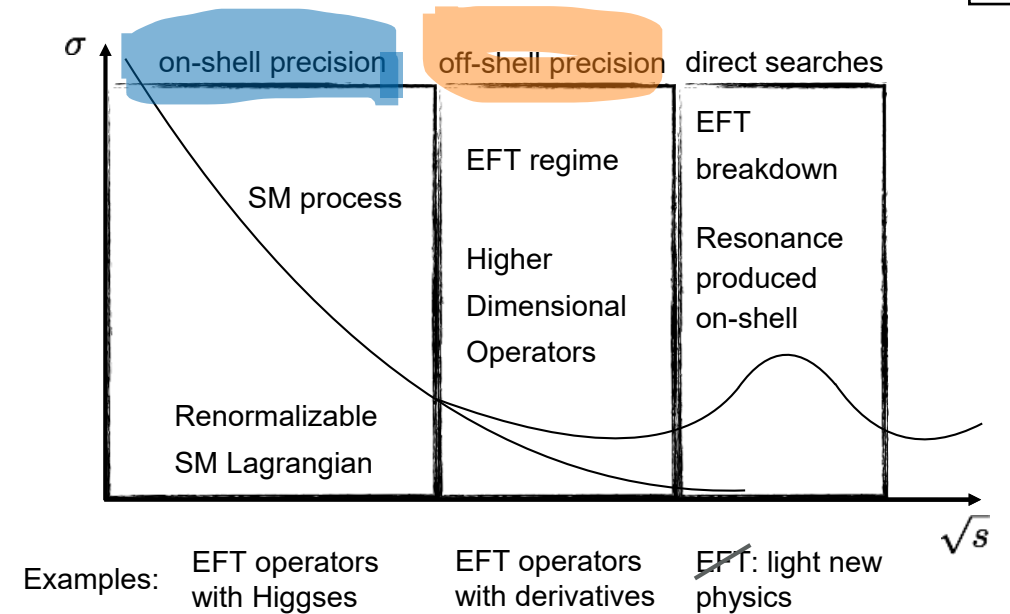 σ
on-shell precision
off-shell precision
direct searches
SM process
Renormalizable
SM Lagrangian
EFT regime
Higher
Dimensional
Operators
EFT
breakdown
Resonance
produced
on-shell
√s
Examples:
EFT operators
with Higgses
EFT operators
with derivatives
EFT: light new
physics